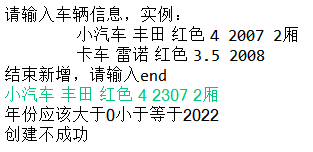 请输入车辆信息，实例：
小汽车 丰田 红色 4 2007 2厢
卡车 雷诺 红色 3.5 2008
结束新增，请输入end
小汽车 丰田 红色 4 2307 2厢
年份应该大于0小于等于2022
创建不成功